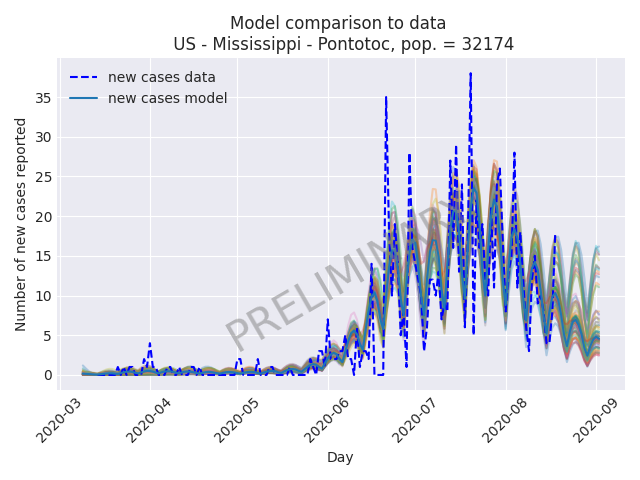 Model comparison to data
US - Mississippi - Pontotoc, pop. = 32174
new cases data
new cases model
Number of new cases reported
35
30
25
20
15
10
5
0
PRELIMINARY
2020-03
2020-04
2020-05
2020-06
2020-07
2020-08
2020-09
Day